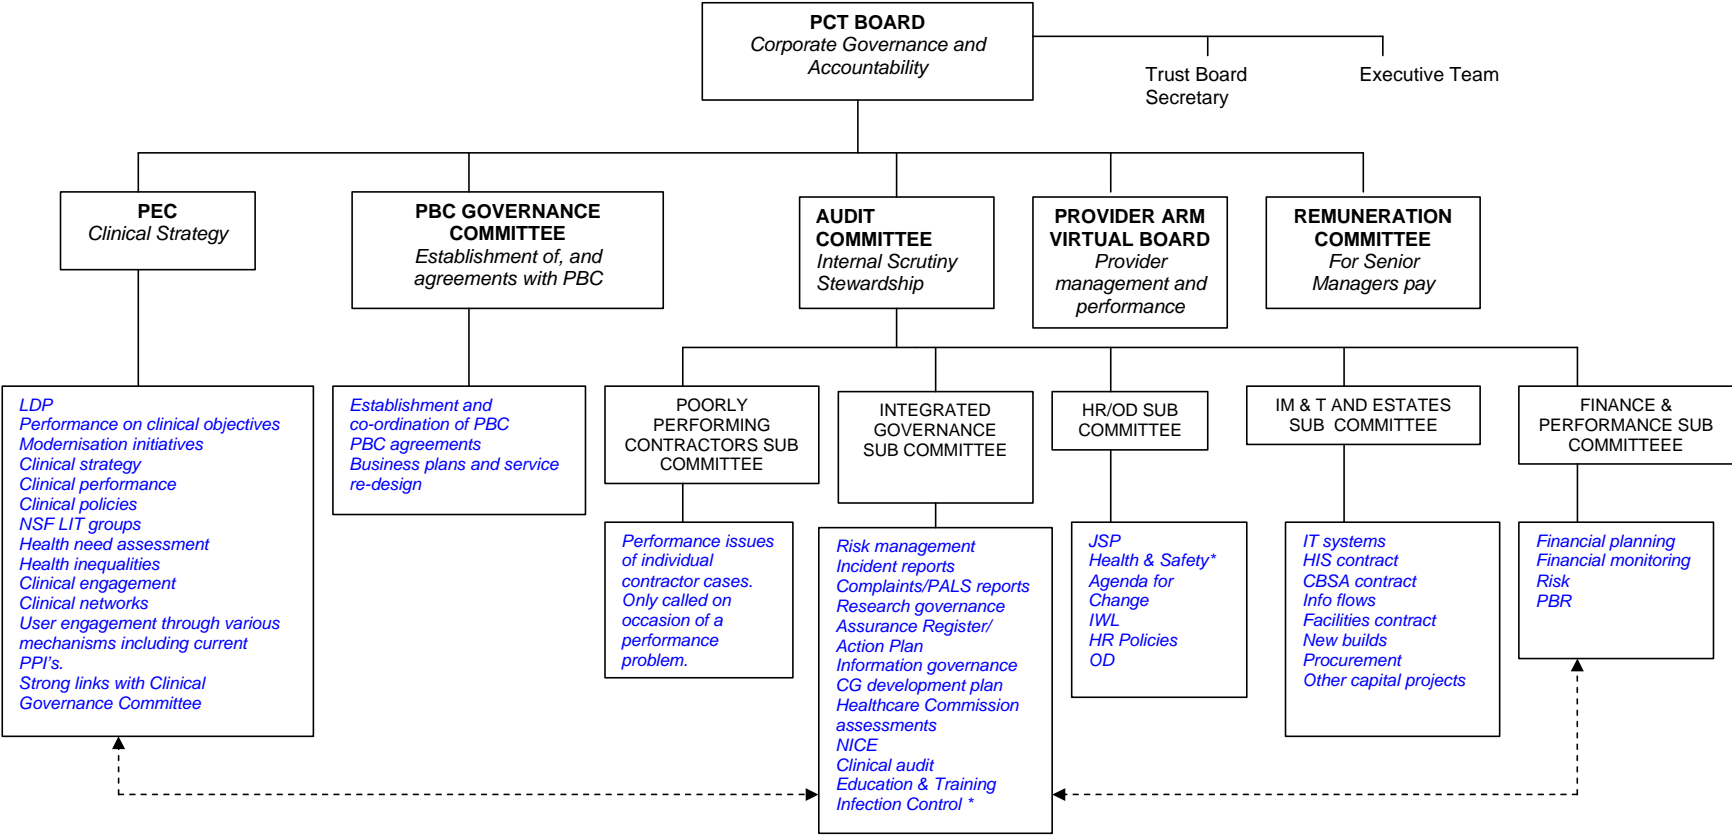 PCT BOARD
Corporate Governance and
Accountability
Trust Board
Secretary
Executive Team
PEC
Clinical Strategy
PBC GOVERNANCE
COMMITTEE
Establishment of, and
agreements with PBC
AUDIT
COMMITTEE
Internal Scrutiny
Stewardship
PROVIDER ARM
VIRTUAL BOARD
Provider
management and
performance
REMUNERATION
COMMITTEE
For Senior
Managers pay
LDP
Performance on clinical objectives
Modernisation initiatives
Clinical strategy
Clinical performance
Clinical policies
NSF LIT groups
Health need assessment
Health inequalities
Clinical engagement
Clinical networks
User engagement through various
mechanisms including current
PPI's.
Strong links with Clinical
Governance Committee
Establishment and
co-ordination of PBC
PBC agreements
Business plans and service
re-design
POORLY
PERFORMING
CONTRACTORS SUB
COMMITTEE
INTEGRATED
GOVERNANCE
SUB COMMITTEE
HR/OD SUB
COMMITTEE
IM & T AND ESTATES
SUB COMMITTEE
FINANCE &
PERFORMANCE SUB
COMMITTEEE
Performance issues
of individual
contractor cases.
Only called on
occasion of a
performance
problem.
Risk management
Incident reports
Complaints/PALS reports
Research governance
Assurance Register/
Action Plan
Information governance
CG development plan
Healthcare Commission
assessments
NICE
Clinical audit
Education & Training
Infection Control *
JSP
Health & Safety*
Agenda for
Change
IWL
HR Policies
OD
IT systems
HIS contract
CBSA contract
Info flows
Facilities contract
New builds
Procurement
Other capital projects
Financial planning
Financial monitoring
Risk
PBR